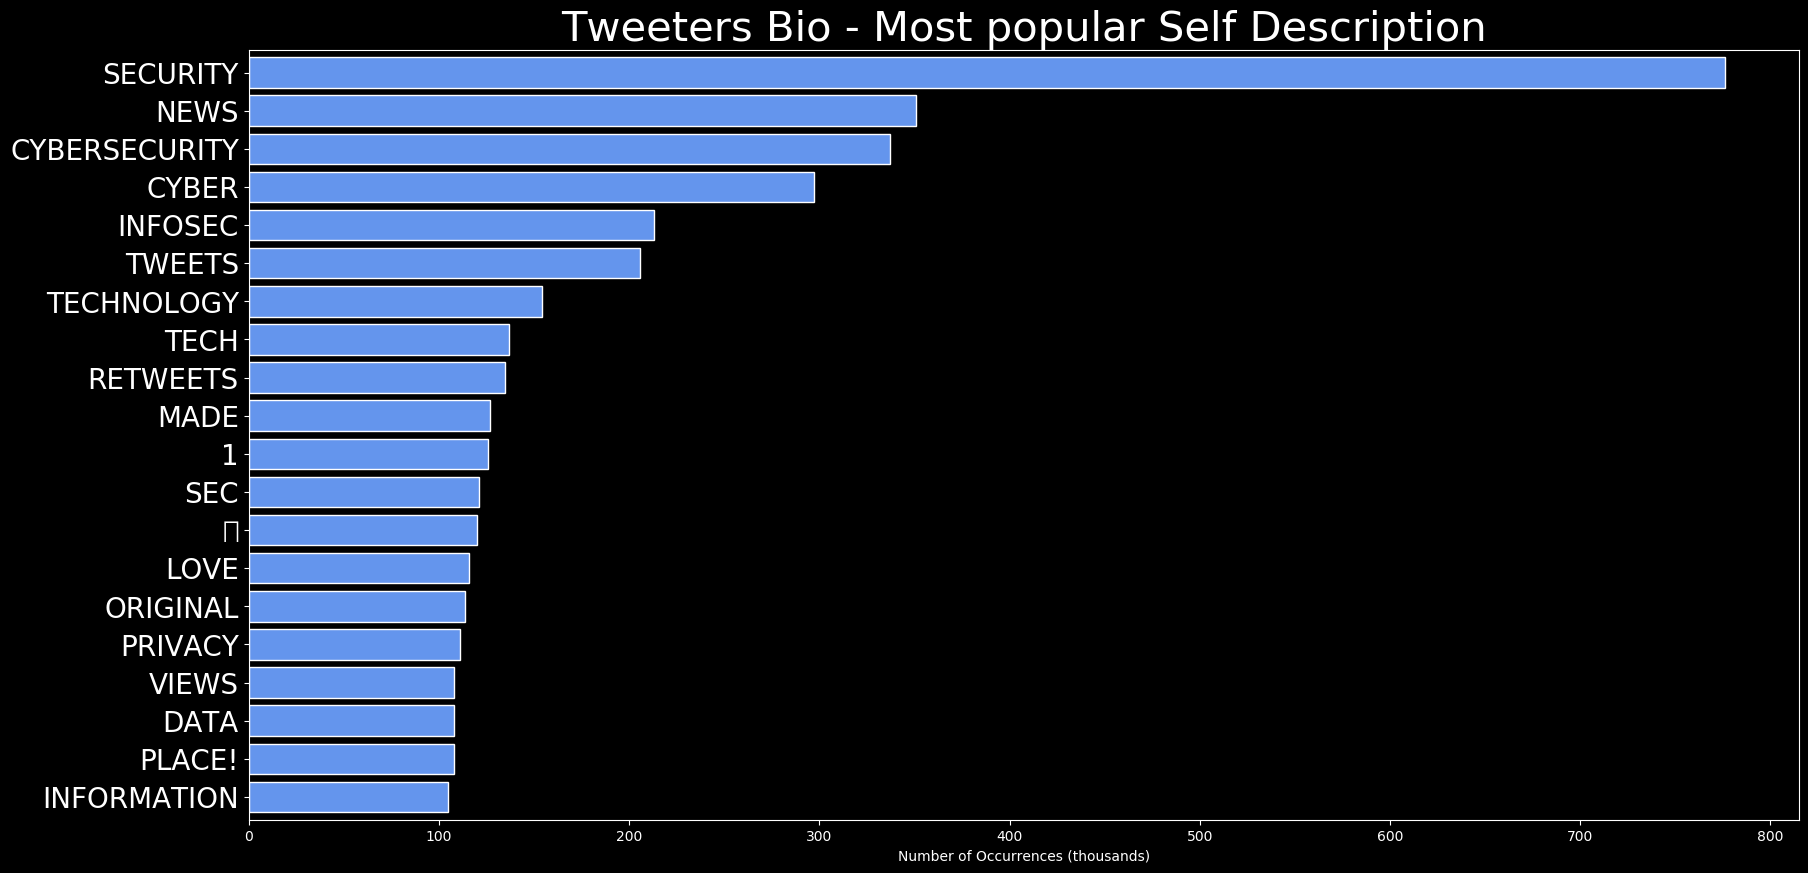 Tweeters Bio - Most popular Self Description
SECURITY
NEWS
CYBERSECURITY
CYBER
INFOSEC
TWEETS
TECHNOLOGY
TECH
RETWEETS
MADE
1
SEC
LOVE
ORIGINAL
PRIVACY
VIEWS
DATA
PLACE!
INFORMATION
0 100 200 300 400 500 600 700 800
Number of Occurrences (thousands)